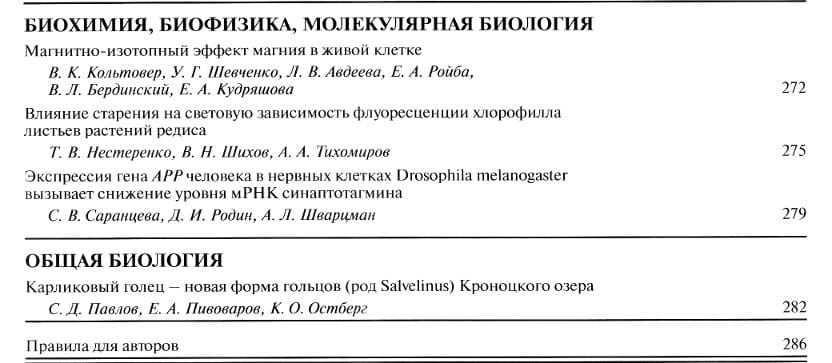 БИОХИМИЯ, БИОФИЗИКА, МОЛЕКУЛЯРНАЯ БИОЛОГИЯ
Магнитно-изотопный эффект магния в живой клетке
В. К. Кольтовер, У. Г. Шевченко, Л. В. Авдеева, Е. А. Ройба,
В. Л. Бердинский, Е. А. Кудряшова 272
Влияние старения на световую зависимость флуоресценции хлорофилла
листьев растений редиса
Т. В. Нестеренко, В. Н. Шихов, А. А. Тихомиров 275
Экспрессия гена APP человека в нервных клетках Drosophila melanogaster
вызывает снижение уровня мРНК синаптотагмина
С. В. Саранцева, Д. И. Родин, А. Л. Шварцман 279
ОБЩАЯ БИОЛОГИЯ
Карликовый голец – новая форма гольцов (род Salvelinus) Кроноцкого озера
С. Д. Павлов, Е. А. Пивоваров, К. О. Остберг 282
Правила для авторов 286